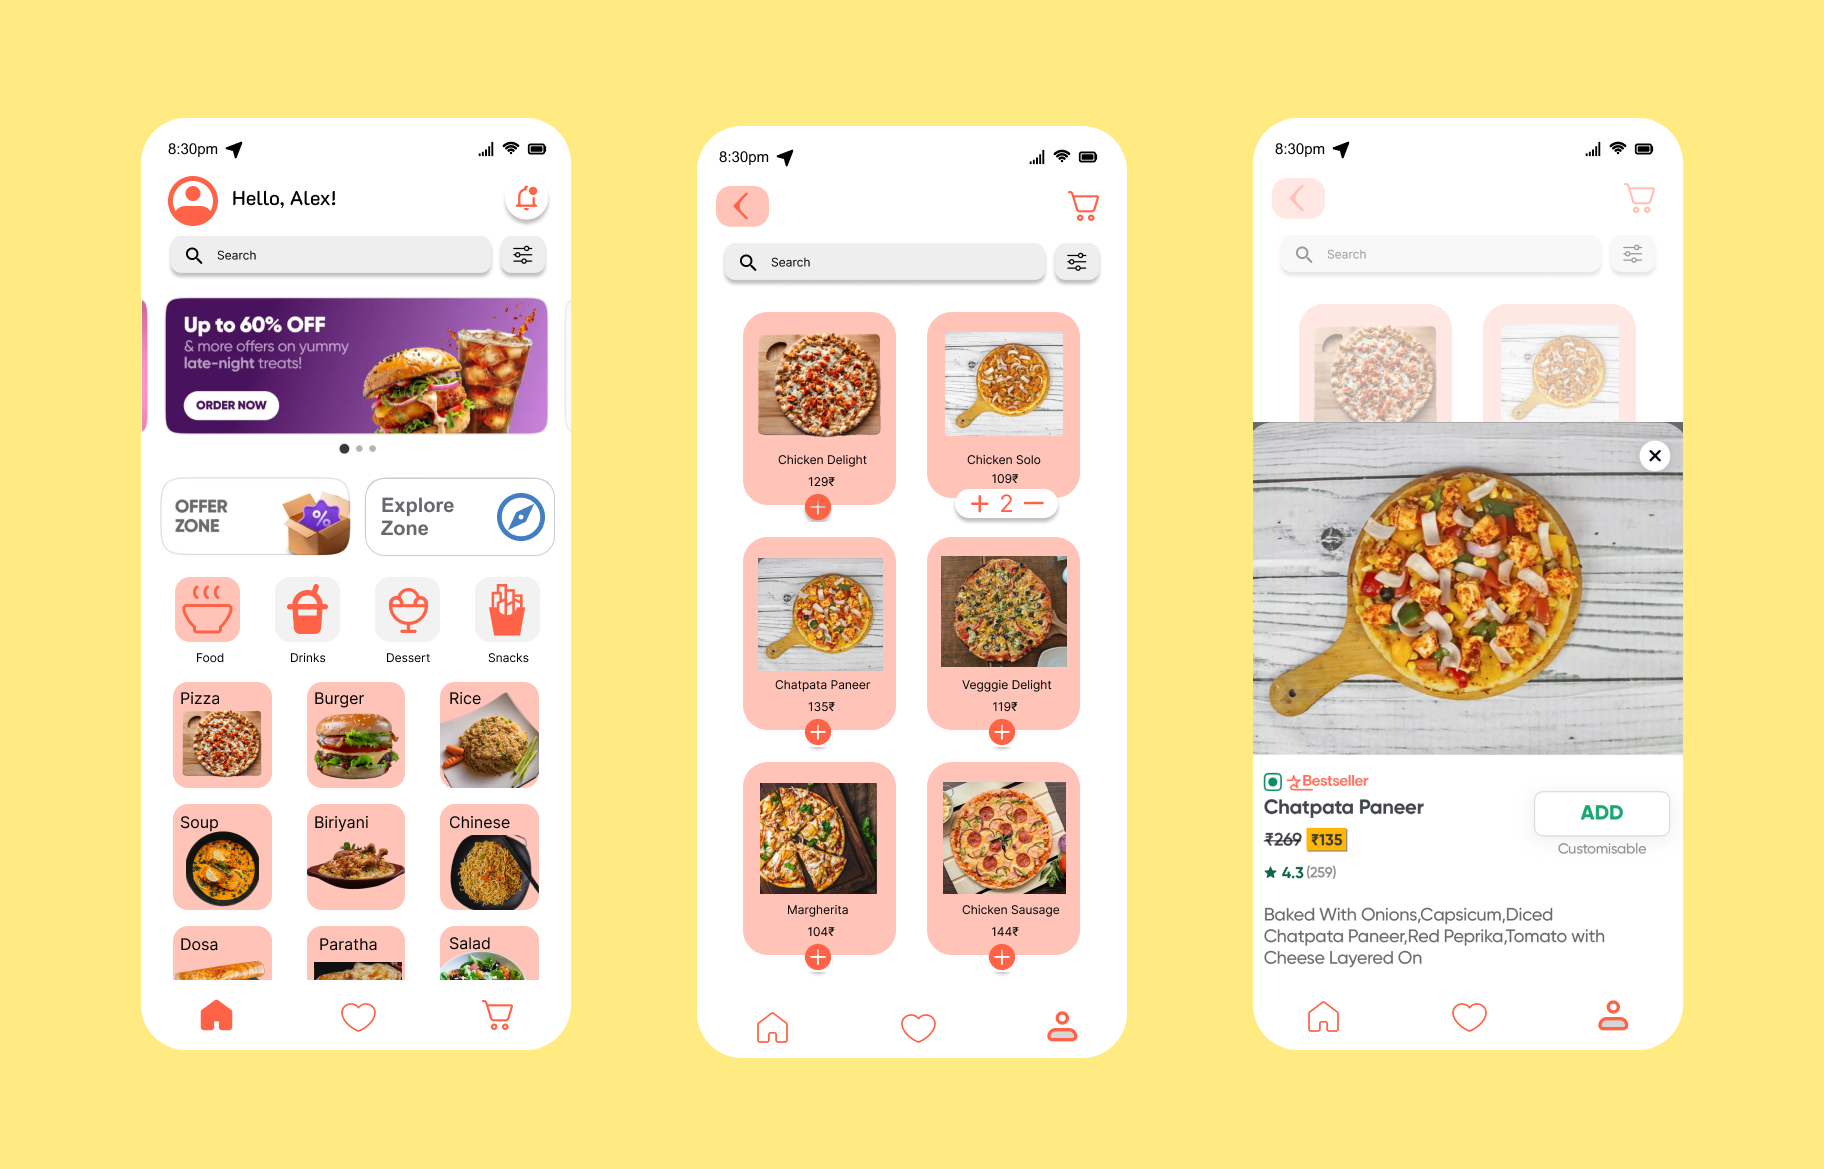 8:30pm
Hello, Alex!
Search
Up to 60% OFF
& more offers on yummy
late-night treats!
ORDER NOW
OFFER
ZONE
%
Explore
Zone
Food
Drinks
Dessert
Snacks
Pizza
Burger
Rice
Soup
Biriyani
Chinese
Dosa
Paratha
Salad
8:30pm
Search
Chicken Delight
129₹
Chicken Solo
109₹
+ 2 −
Chatpata Paneer
135₹
Vegggie Delight
119₹
Margherita
104₹
Chicken Sausage
144₹
8:30pm
Search
Bestseller
Chatpata Paneer
₹269 ₹135
4.3 (259)
ADD
Customisable
Baked With Onions,Capsicum,Diced
Chatpata Paneer,Red Peprika,Tomato with
Cheese Layered On